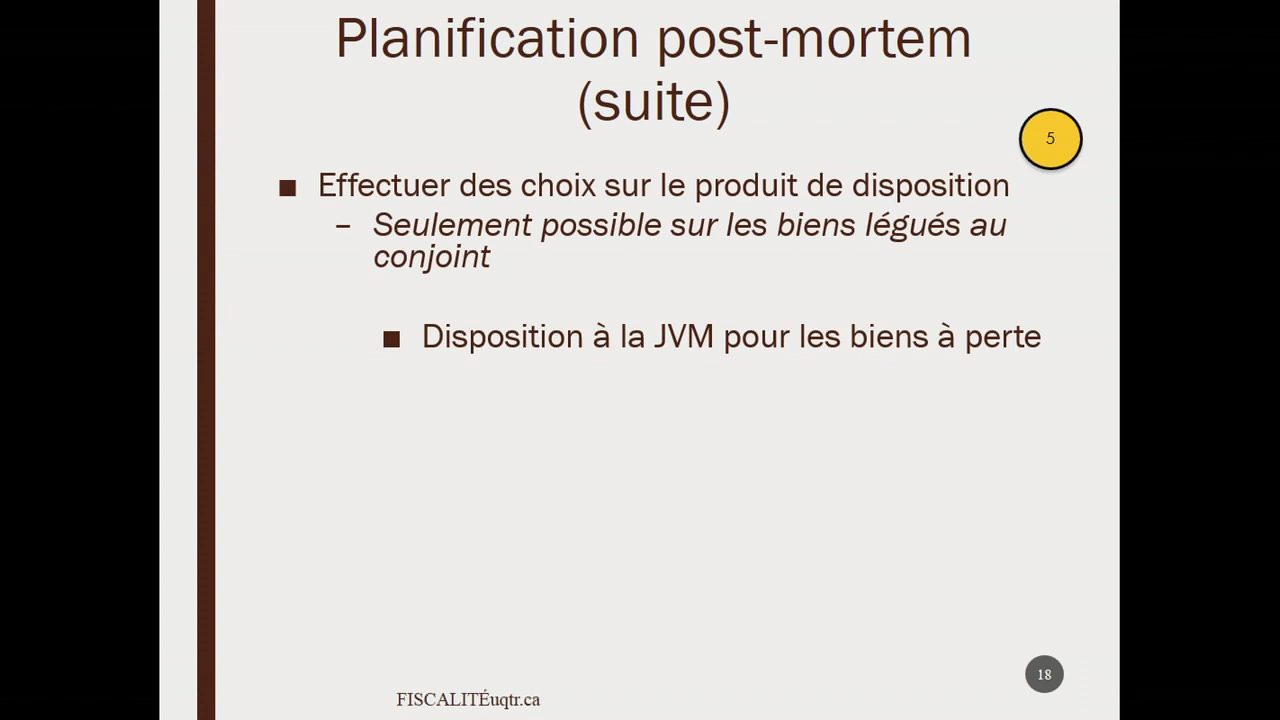 Planification post-mortem
(suite)
5
■ Effectuer des choix sur le produit de disposition
– Seulement possible sur les biens légués au
conjoint
■ Disposition à la JVM pour les biens à perte
18
FISCALITÉuqtr.ca